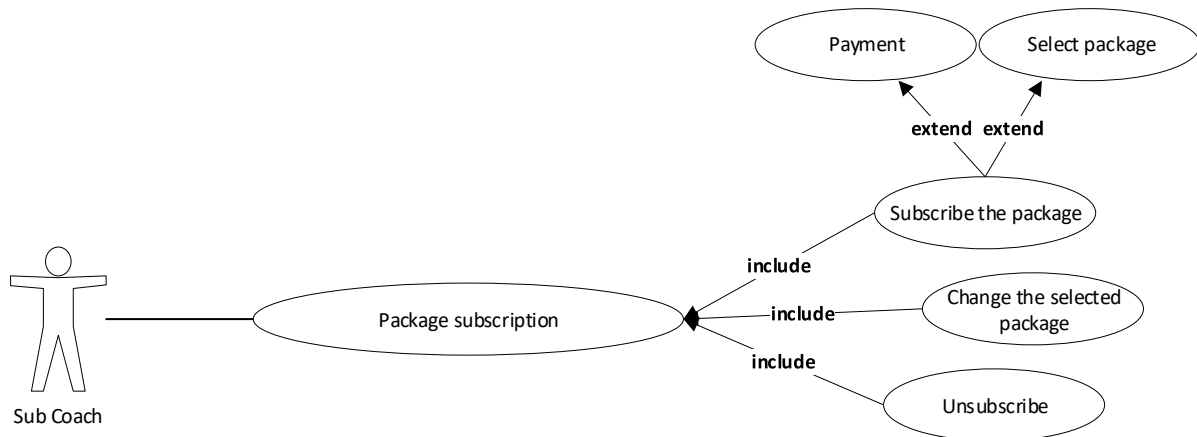 Payment
Select package
extend
extend
Subscribe the package
include
Change the selected
package
include
Package subscription
include
Unsubscribe
Sub Coach